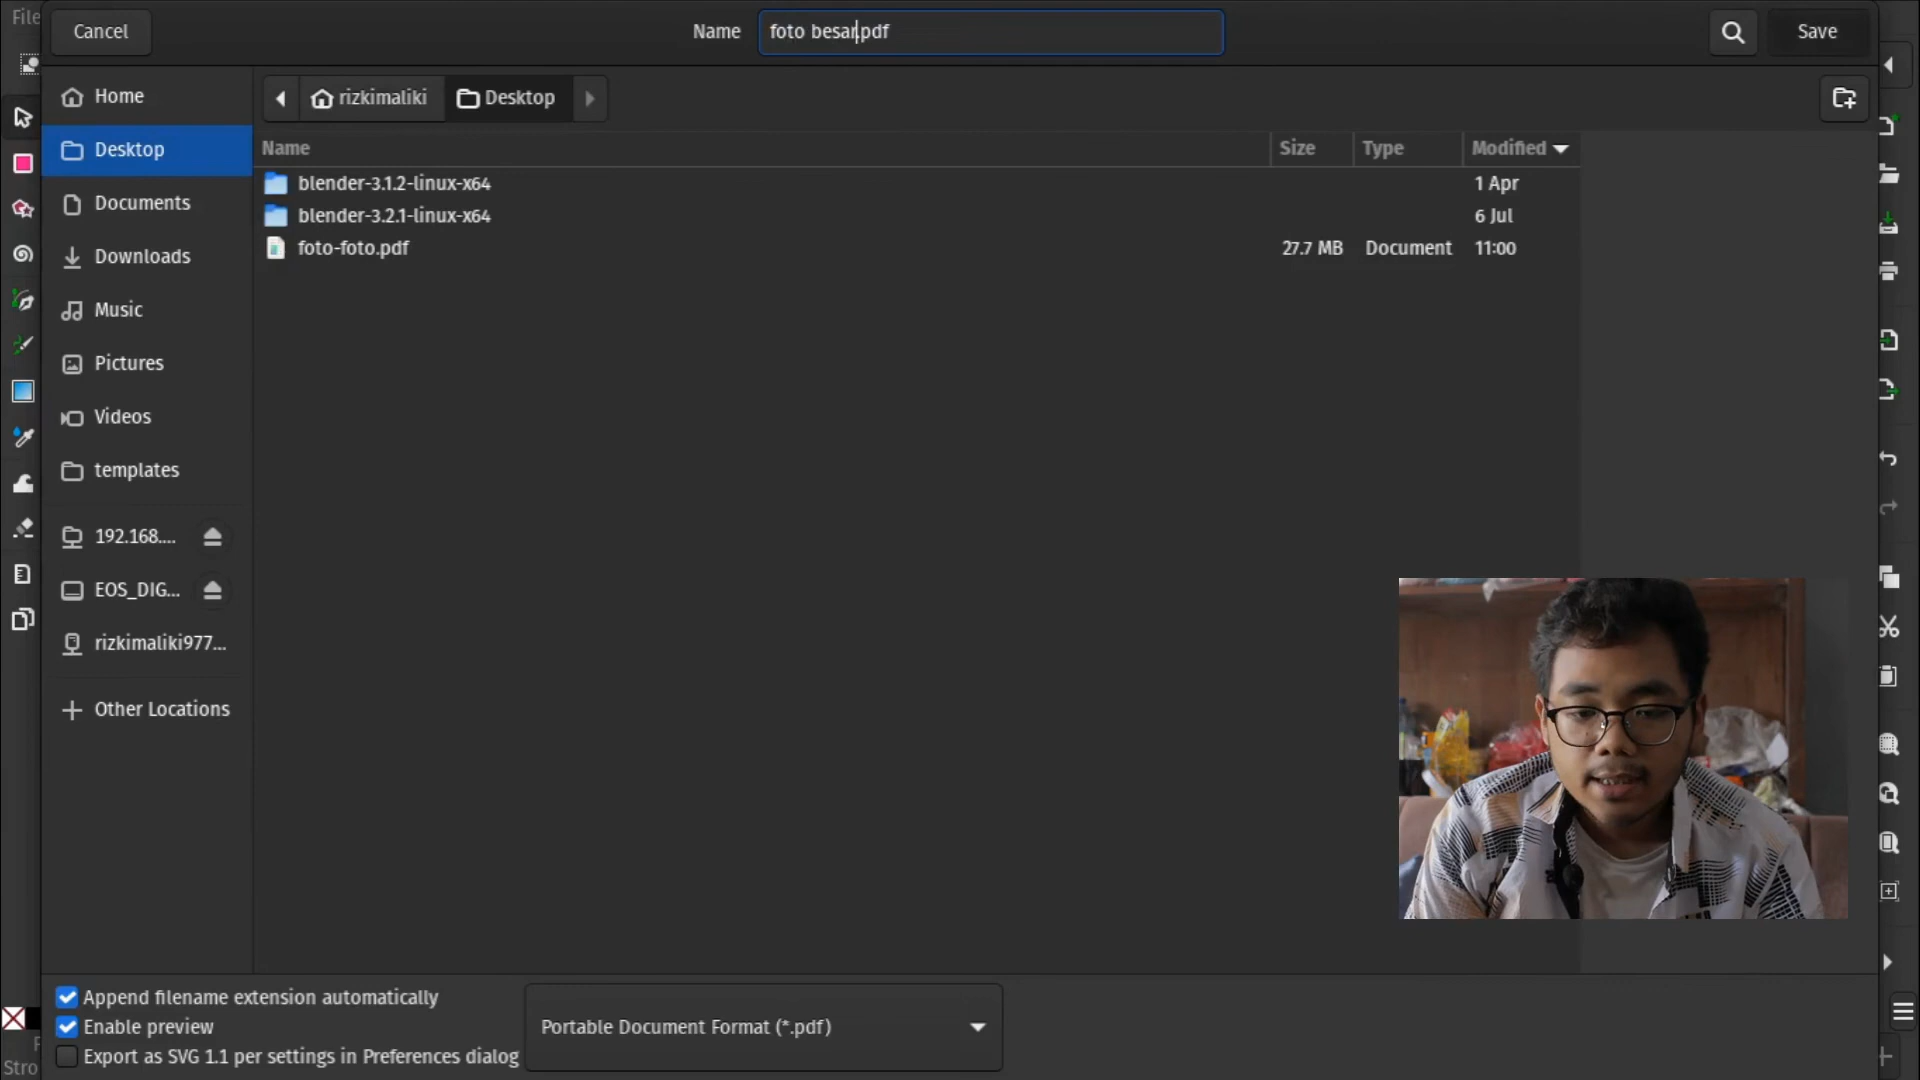 File
Cancel
Name
foto besar.pdf
Save
Home
rizkimaliki
Desktop
Desktop
Name
Size
Type
Modified
Documents
blender-3.1.2-linux-x64
1 Apr
blender-3.2.1-linux-x64
6 Jul
foto-foto.pdf
27.7 MB
Document
11:00
Downloads
Music
Pictures
Videos
templates
192.168....
EOS_DIG...
rizkimaliki977...
Other Locations
Append filename extension automatically
Enable preview
Export as SVG 1.1 per settings in Preferences dialog
Portable Document Format (*.pdf)
F
Stro